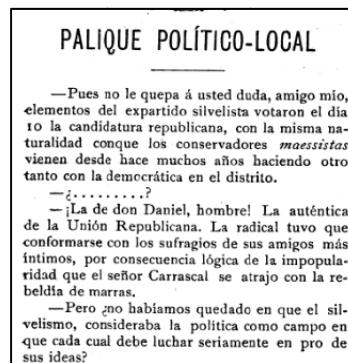 PALIQUE POLÍTICO-LOCAL
—Pues no le quepa á usted duda, amigo mío,
elementos del expartido silvelista votaron el día
10 la candidatura republicana, con la misma na-
turalidad conque los conservadores maessistas
vienen desde hace muchos años haciendo otro
tanto con la democrática en el distrito.
—¿.........?
—¡La de don Daniel, hombre! La auténtica
de la Unión Republicana. La radical tuvo que
conformarse con los sufragios de sus amigos más
íntimos, por consecuencia lógica de la impopula-
ridad que el señor Carrascal se atrajo con la re-
beldía de marras.
—Pero ¿no habíamos quedado en que el sil-
velismo, consideraba la política como campo en
que cada cual debe luchar seriamente en pro de
sus ideas?